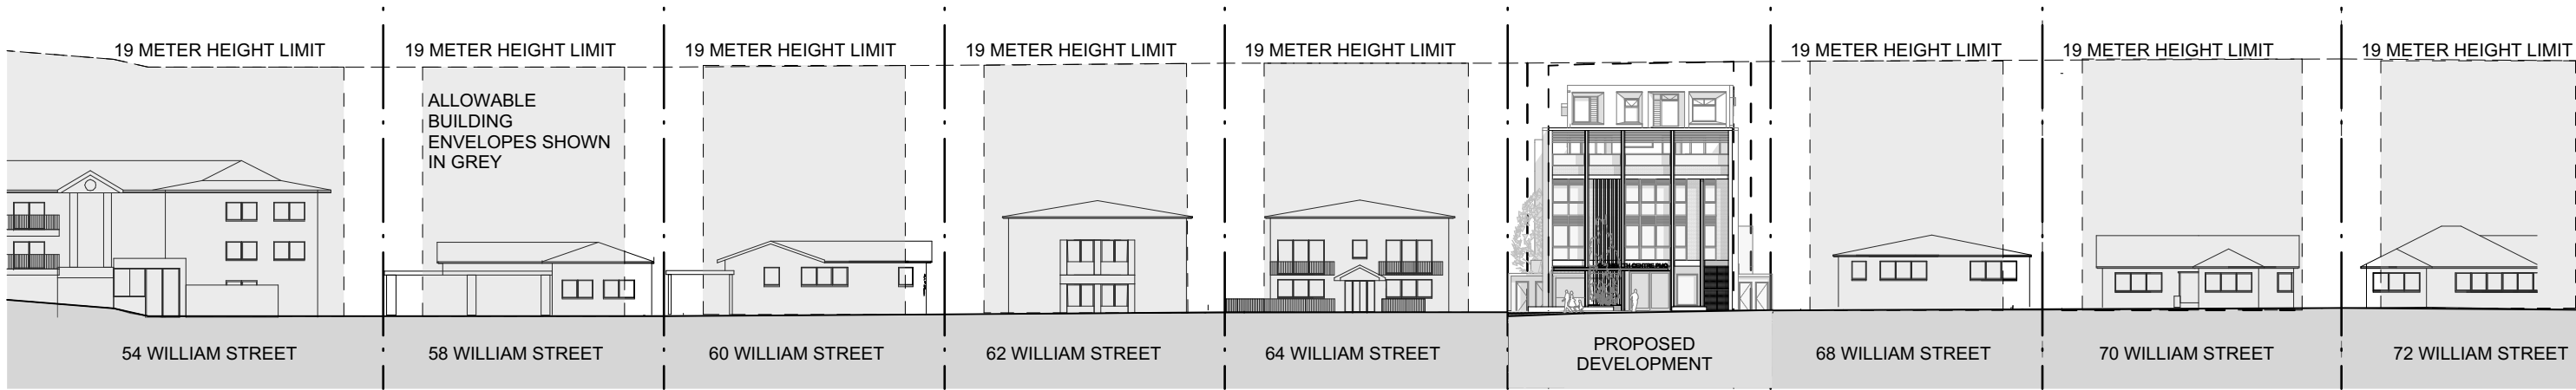 19 METER HEIGHT LIMIT
19 METER HEIGHT LIMIT
19 METER HEIGHT LIMIT
19 METER HEIGHT LIMIT
19 METER HEIGHT LIMIT
19 METER HEIGHT LIMIT
19 METER HEIGHT LIMIT
19 METER HEIGHT LIMIT
ALLOWABLE
BUILDING
ENVELOPES SHOWN
IN GREY
54 WILLIAM STREET
58 WILLIAM STREET
60 WILLIAM STREET
62 WILLIAM STREET
64 WILLIAM STREET
PROPOSED
DEVELOPMENT
68 WILLIAM STREET
70 WILLIAM STREET
72 WILLIAM STREET